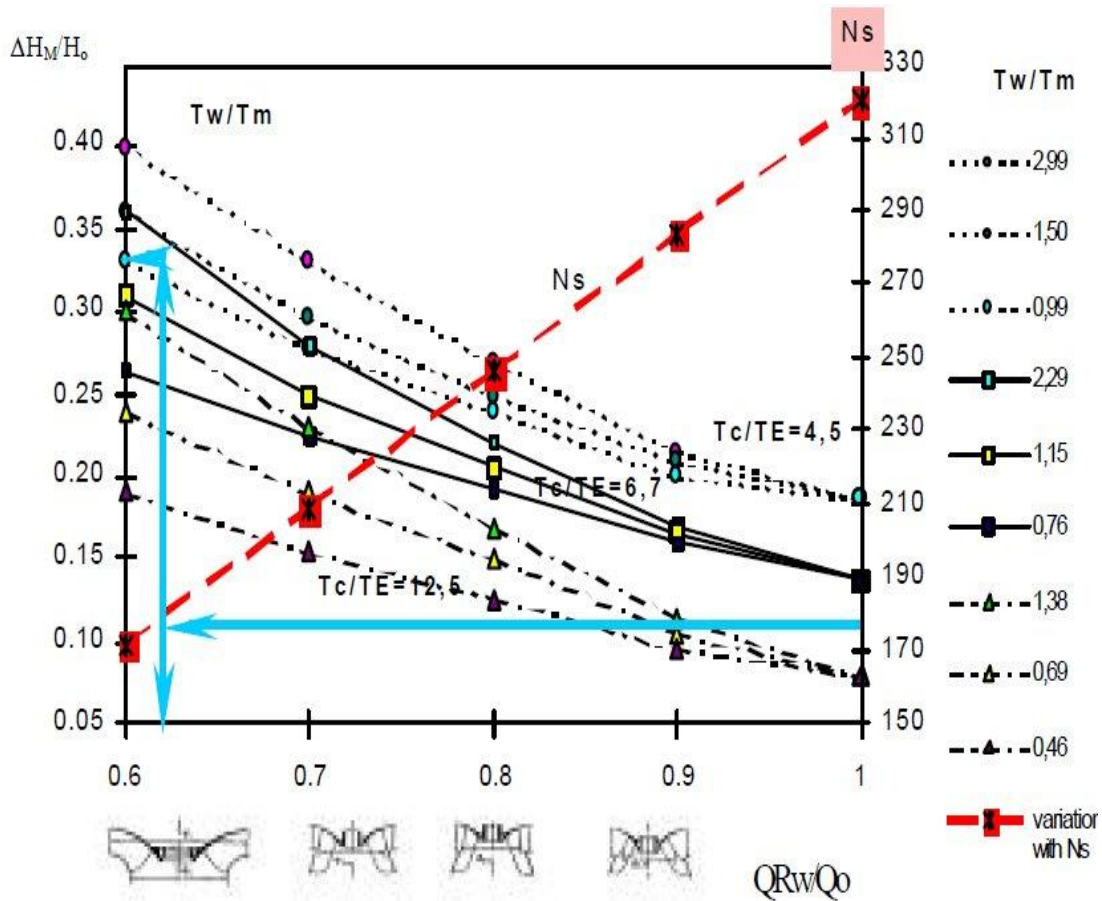 Ns
ΔH_M/H_o
330
Tw/Tm
Tw/Tm
0.40
310
2,99
0.35
290
1,50
Ns
270
0.30
0,99
250
0.25
2,29
230
Tc/TE=4,5
0.20
1,15
Tc/TE=6,7
210
0.15
0,76
Tc/TE=12,5
190
0.10
1,38
170
0,69
0.05
150
0,46
0.6
0.7
0.8
0.9
1
variation
with Ns
QRw/Qo